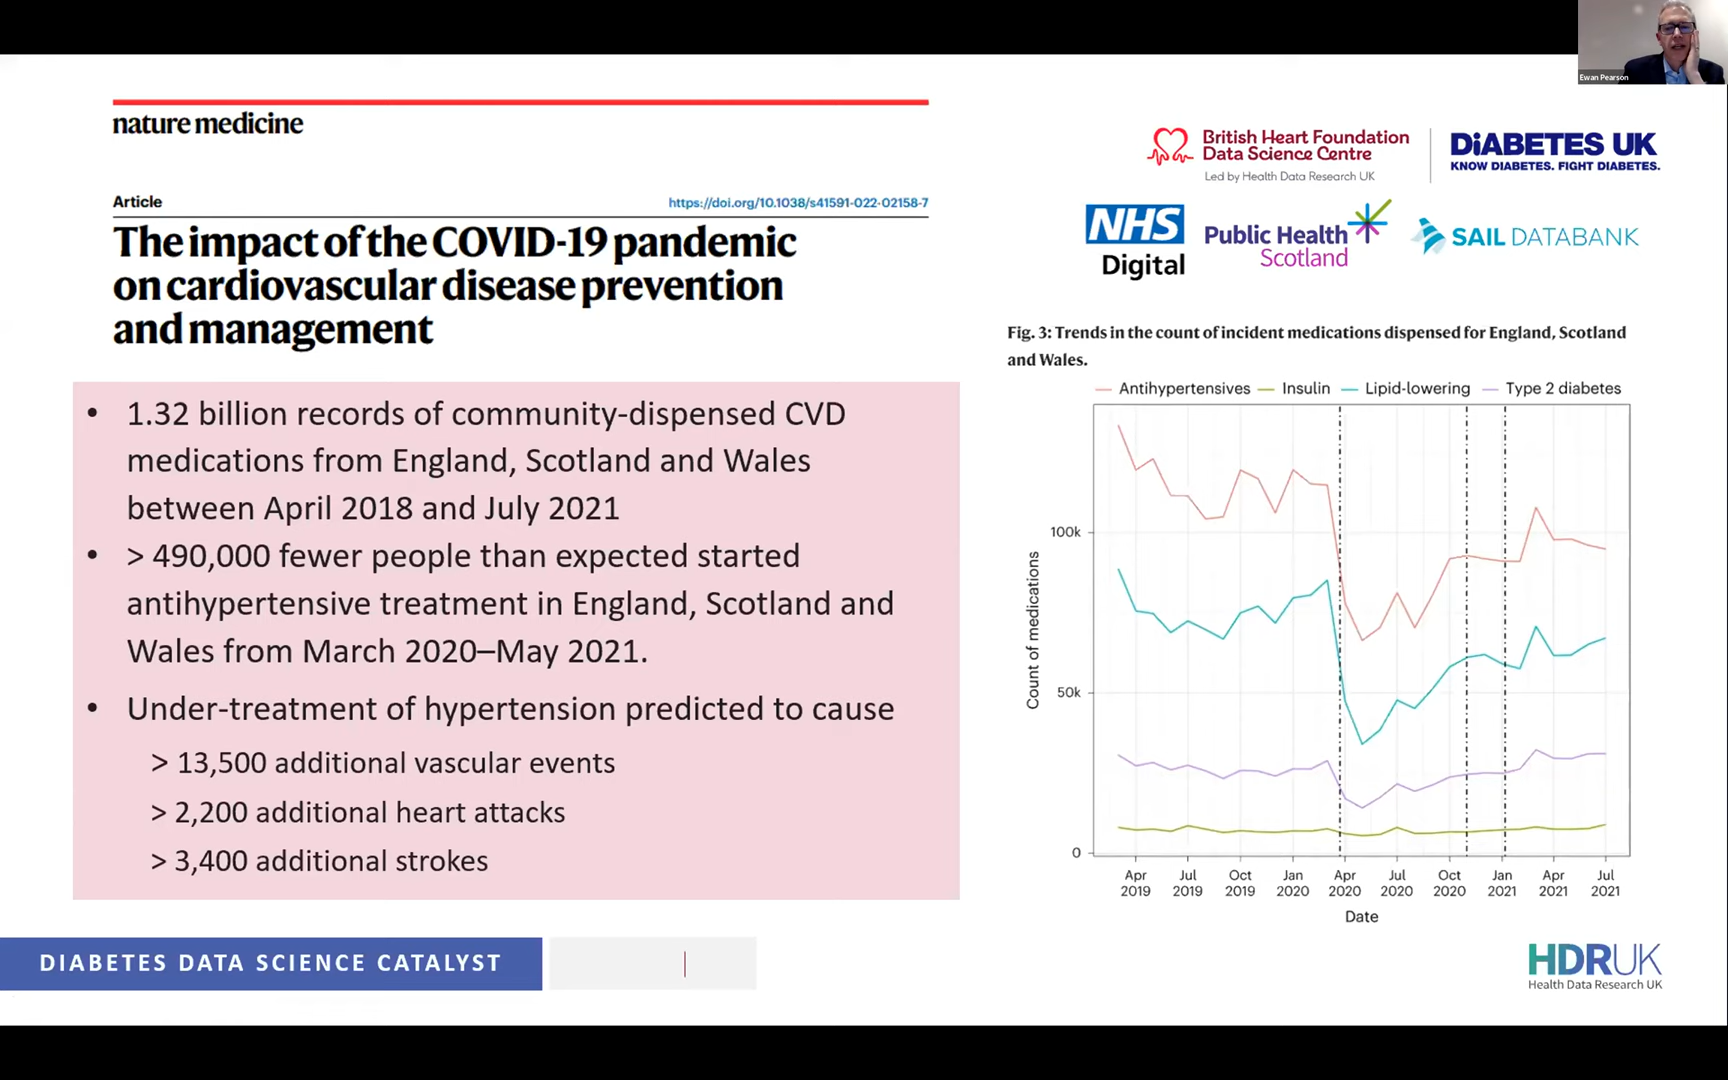 Ewan Pearson
nature medicine
Article
https://doi.org/10.1038/s41591-022-02158-7
The impact of the COVID-19 pandemic
on cardiovascular disease prevention
and management
• 1.32 billion records of community-dispensed CVD
medications from England, Scotland and Wales
between April 2018 and July 2021
• > 490,000 fewer people than expected started
antihypertensive treatment in England, Scotland and
Wales from March 2020–May 2021.
• Under-treatment of hypertension predicted to cause
> 13,500 additional vascular events
> 2,200 additional heart attacks
> 3,400 additional strokes
DIABETES DATA SCIENCE CATALYST
British Heart Foundation
Data Science Centre
Led by Health Data Research UK
DiABETES UK
KNOW DIABETES. FIGHT DIABETES.
NHS
Digital
Public Health
Scotland
SAIL DATABANK
Fig. 3: Trends in the count of incident medications dispensed for England, Scotland
and Wales.
Antihypertensives Insulin Lipid-lowering Type 2 diabetes
Count of medications
100k
50k
0
Apr Jul Oct Jan Apr Jul Oct Jan Apr Jul
2019 2019 2019 2020 2020 2020 2020 2021 2021 2021
Date
HDRUK
Health Data Research UK